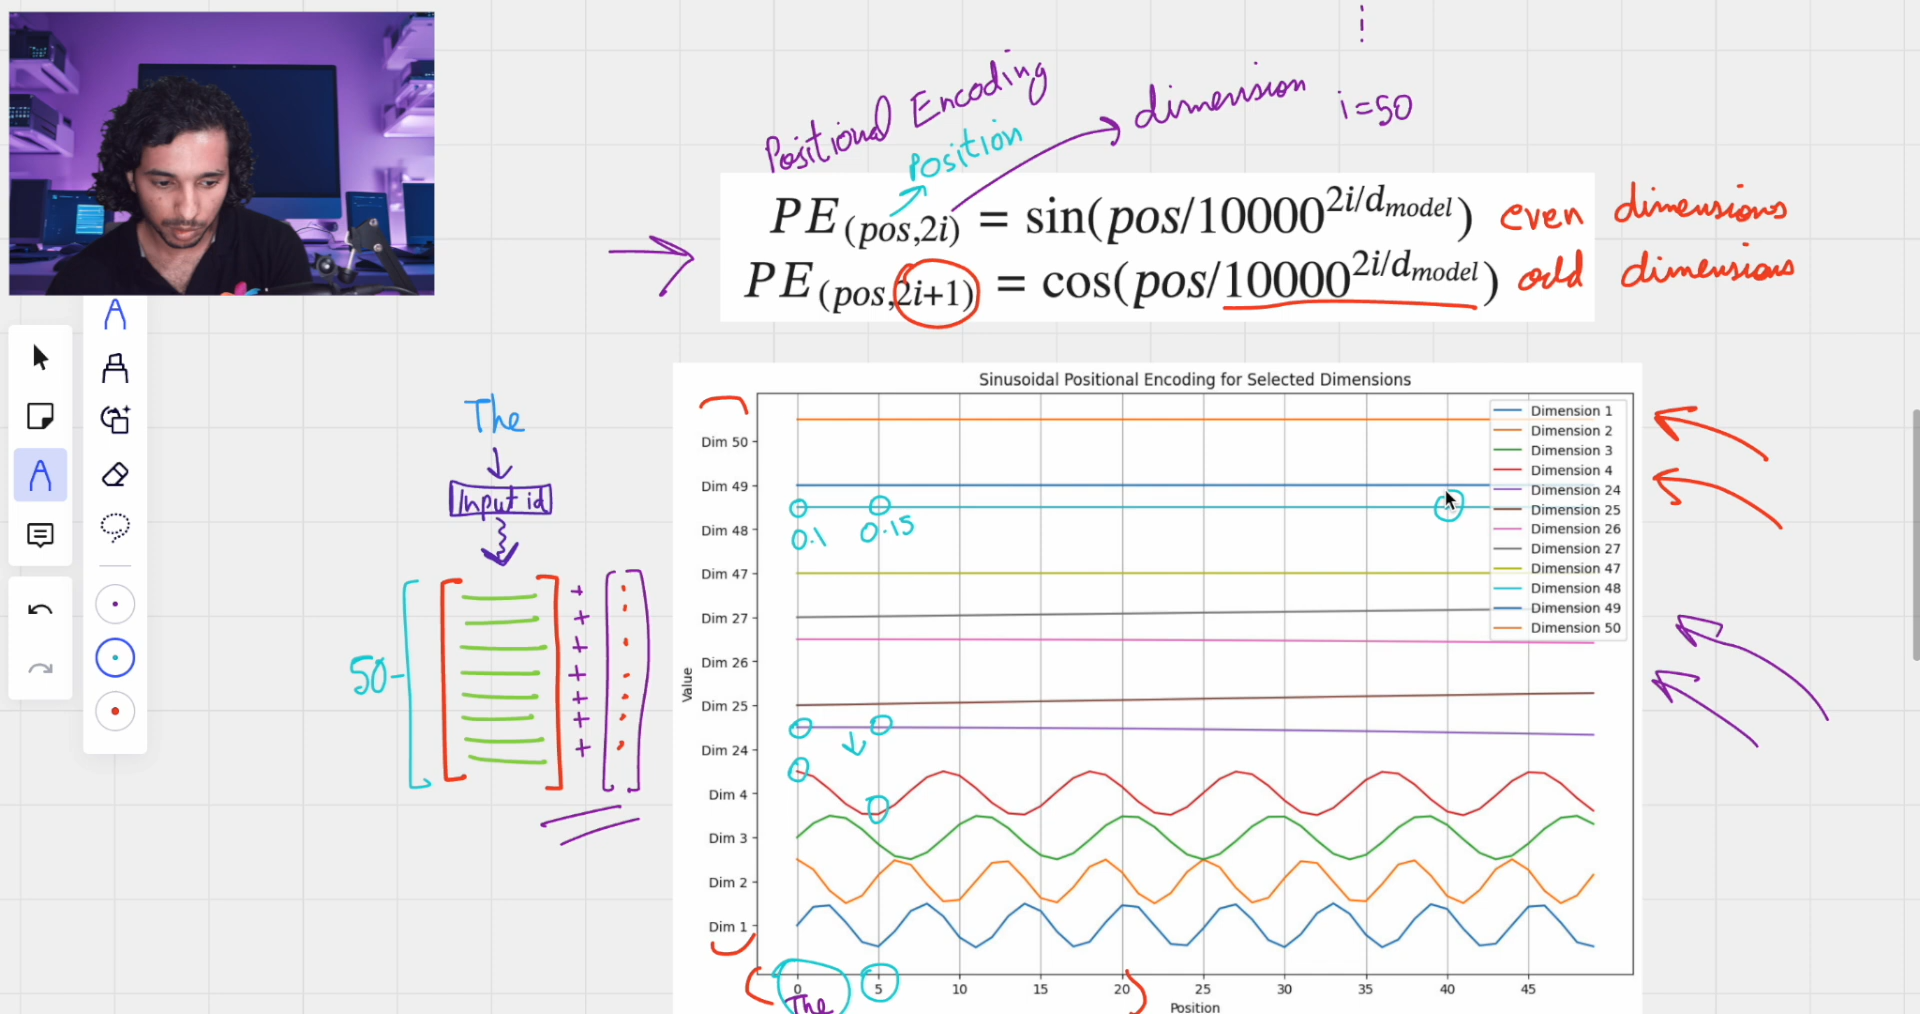 Positional Encoding
Position
dimension
i=50
PE(pos,2i) = sin(pos/10000^2i/dmodel)
even dimensions
PE(pos,2i+1) = cos(pos/10000^2i/dmodel)
odd dimensions
The
Input id
50
+
+
+
+
+
+
+
Sinusoidal Positional Encoding for Selected Dimensions
Value
Dim 50
Dim 49
Dim 48
Dim 47
Dim 27
Dim 26
Dim 25
Dim 24
Dim 4
Dim 3
Dim 2
Dim 1
0.1
0.15
Dimension 1
Dimension 2
Dimension 3
Dimension 4
Dimension 24
Dimension 25
Dimension 26
Dimension 27
Dimension 47
Dimension 48
Dimension 49
Dimension 50
0 5 10 15 20 25 30 35 40 45
The
Position